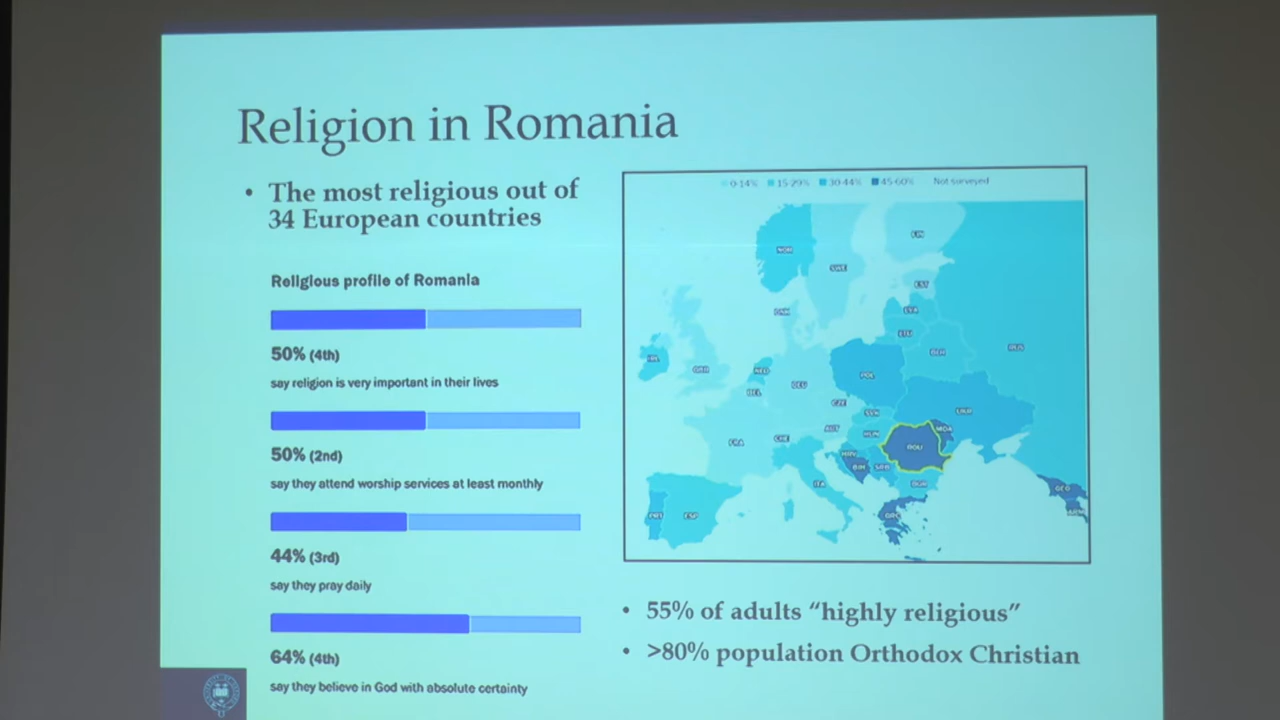 Religion in Romania
• The most religious out of
34 European countries
Religious profile of Romania
50% (4th)
say religion is very important in their lives
50% (2nd)
say they attend worship services at least monthly
44% (3rd)
say they pray daily
64% (4th)
say they believe in God with absolute certainty
0-14% 15-29% 30-44% 45-60% Not surveyed
NOR
FIN
SWE
EST
LVA
DNK
LTU
BLR
RUS
IRL
GBR
NED
POL
BEL
DEU
CZE
UKR
SVK
AUT
HUN
MDA
FRA
CHE
ROU
HRV
BIH
SRB
ITA
BGR
GEO
PRT
ESP
GRC
ARM
• 55% of adults “highly religious”
• >80% population Orthodox Christian